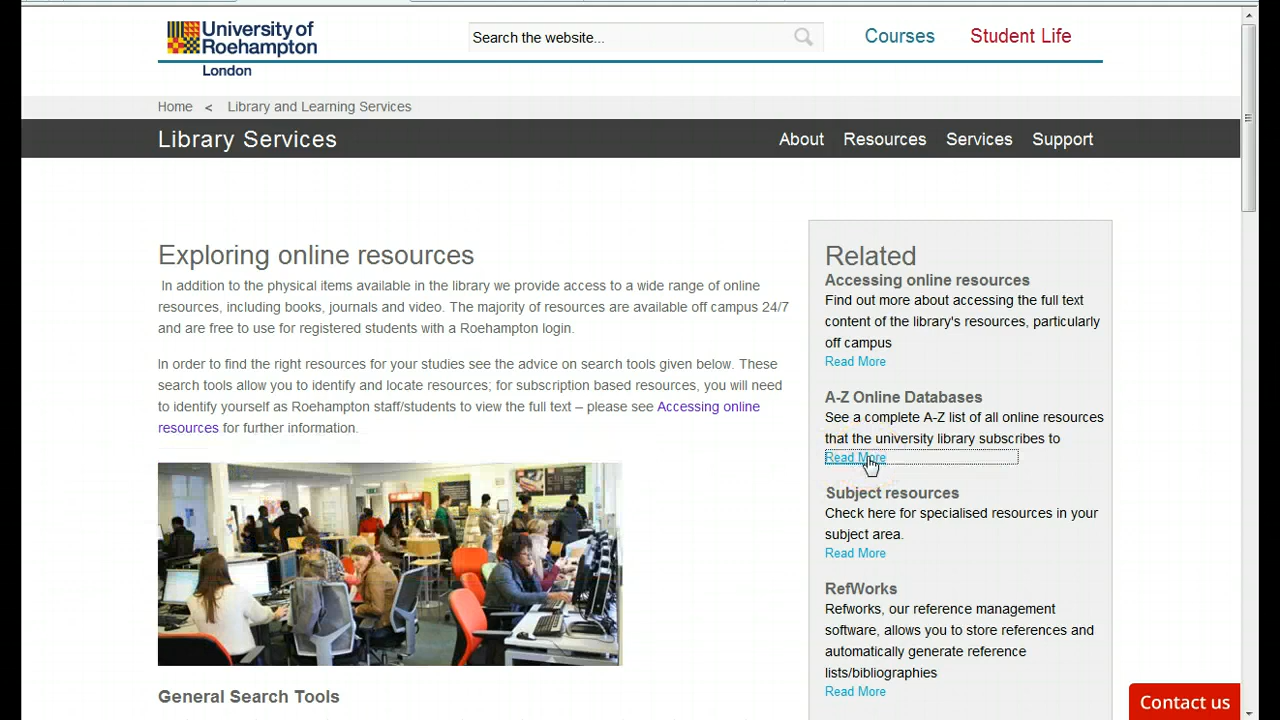 University of
Roehampton
London
Search the website...
Courses
Student Life
Home < Library and Learning Services
Library Services
About
Resources
Services
Support
Exploring online resources
In addition to the physical items available in the library we provide access to a wide range of online
resources, including books, journals and video. The majority of resources are available off campus 24/7
and are free to use for registered students with a Roehampton login.
In order to find the right resources for your studies see the advice on search tools given below. These
search tools allow you to identify and locate resources; for subscription based resources, you will need
to identify yourself as Roehampton staff/students to view the full text – please see Accessing online
resources for further information.
General Search Tools
Related
Accessing online resources
Find out more about accessing the full text
content of the library's resources, particularly
off campus
Read More
A-Z Online Databases
See a complete A-Z list of all online resources
that the university library subscribes to
Read More
Subject resources
Check here for specialised resources in your
subject area.
Read More
RefWorks
Refworks, our reference management
software, allows you to store references and
automatically generate reference
lists/bibliographies
Read More
Contact us